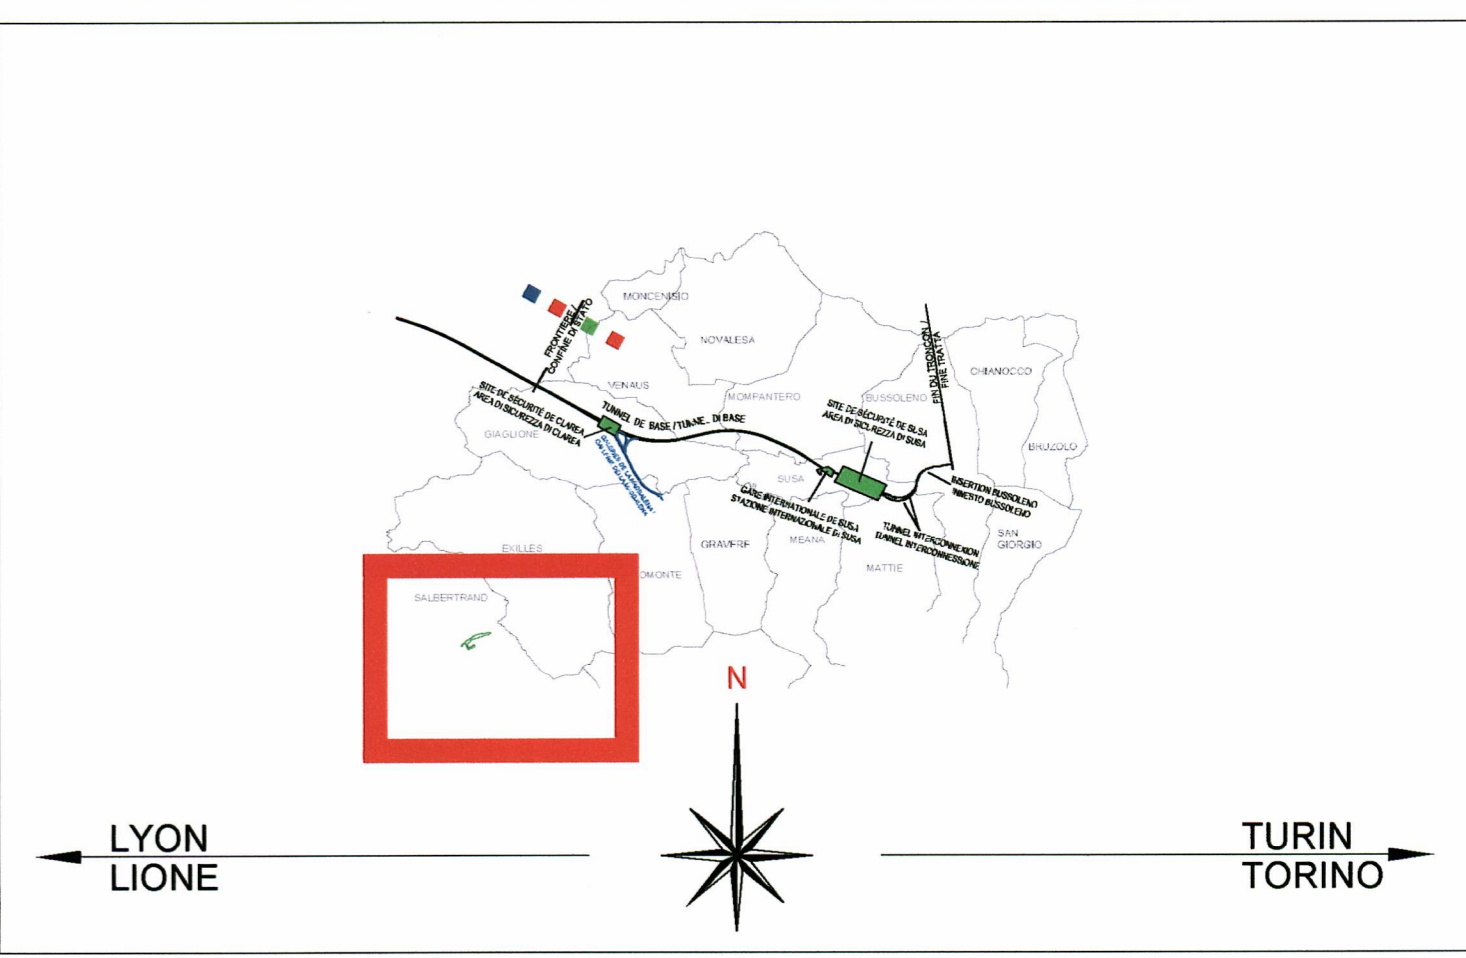 MONCENISIO
FRONTIERE /
CONFINE DI STATO
NOVALESA
FIN DU TRONCON /
FINE TRATTA
CHIANOCCO
VENAUS
MOMPANTERO
BUSSOLENO
SITE DE SÉCURITÉ DE CLAREA
AREA DI SICUREZZA DI CLAREA
TUNNEL DE BASE/
DI BASE
SITE DE SÉCURITÉ DE SUSA
AREA DI SICUREZZA DI SUSA
GIAGLIONE
BRUZOLO
SUSA
GARE INTERNATIONALE DE SUSA
STAZIONE INTERNAZIONALE DI SUSA
INSERTION BUSSOLENO
INNESTO BUSSOLENO
TUNNEL INTERCONNEXION
TUNNEL INTERCONNESSIONE
SAN
GIORGIO
EXILLES
GRAVERE
MEANA
MATTIE
OMONTE
SALBERTRAND
N
LYON
LIONE
TURIN
TORINO